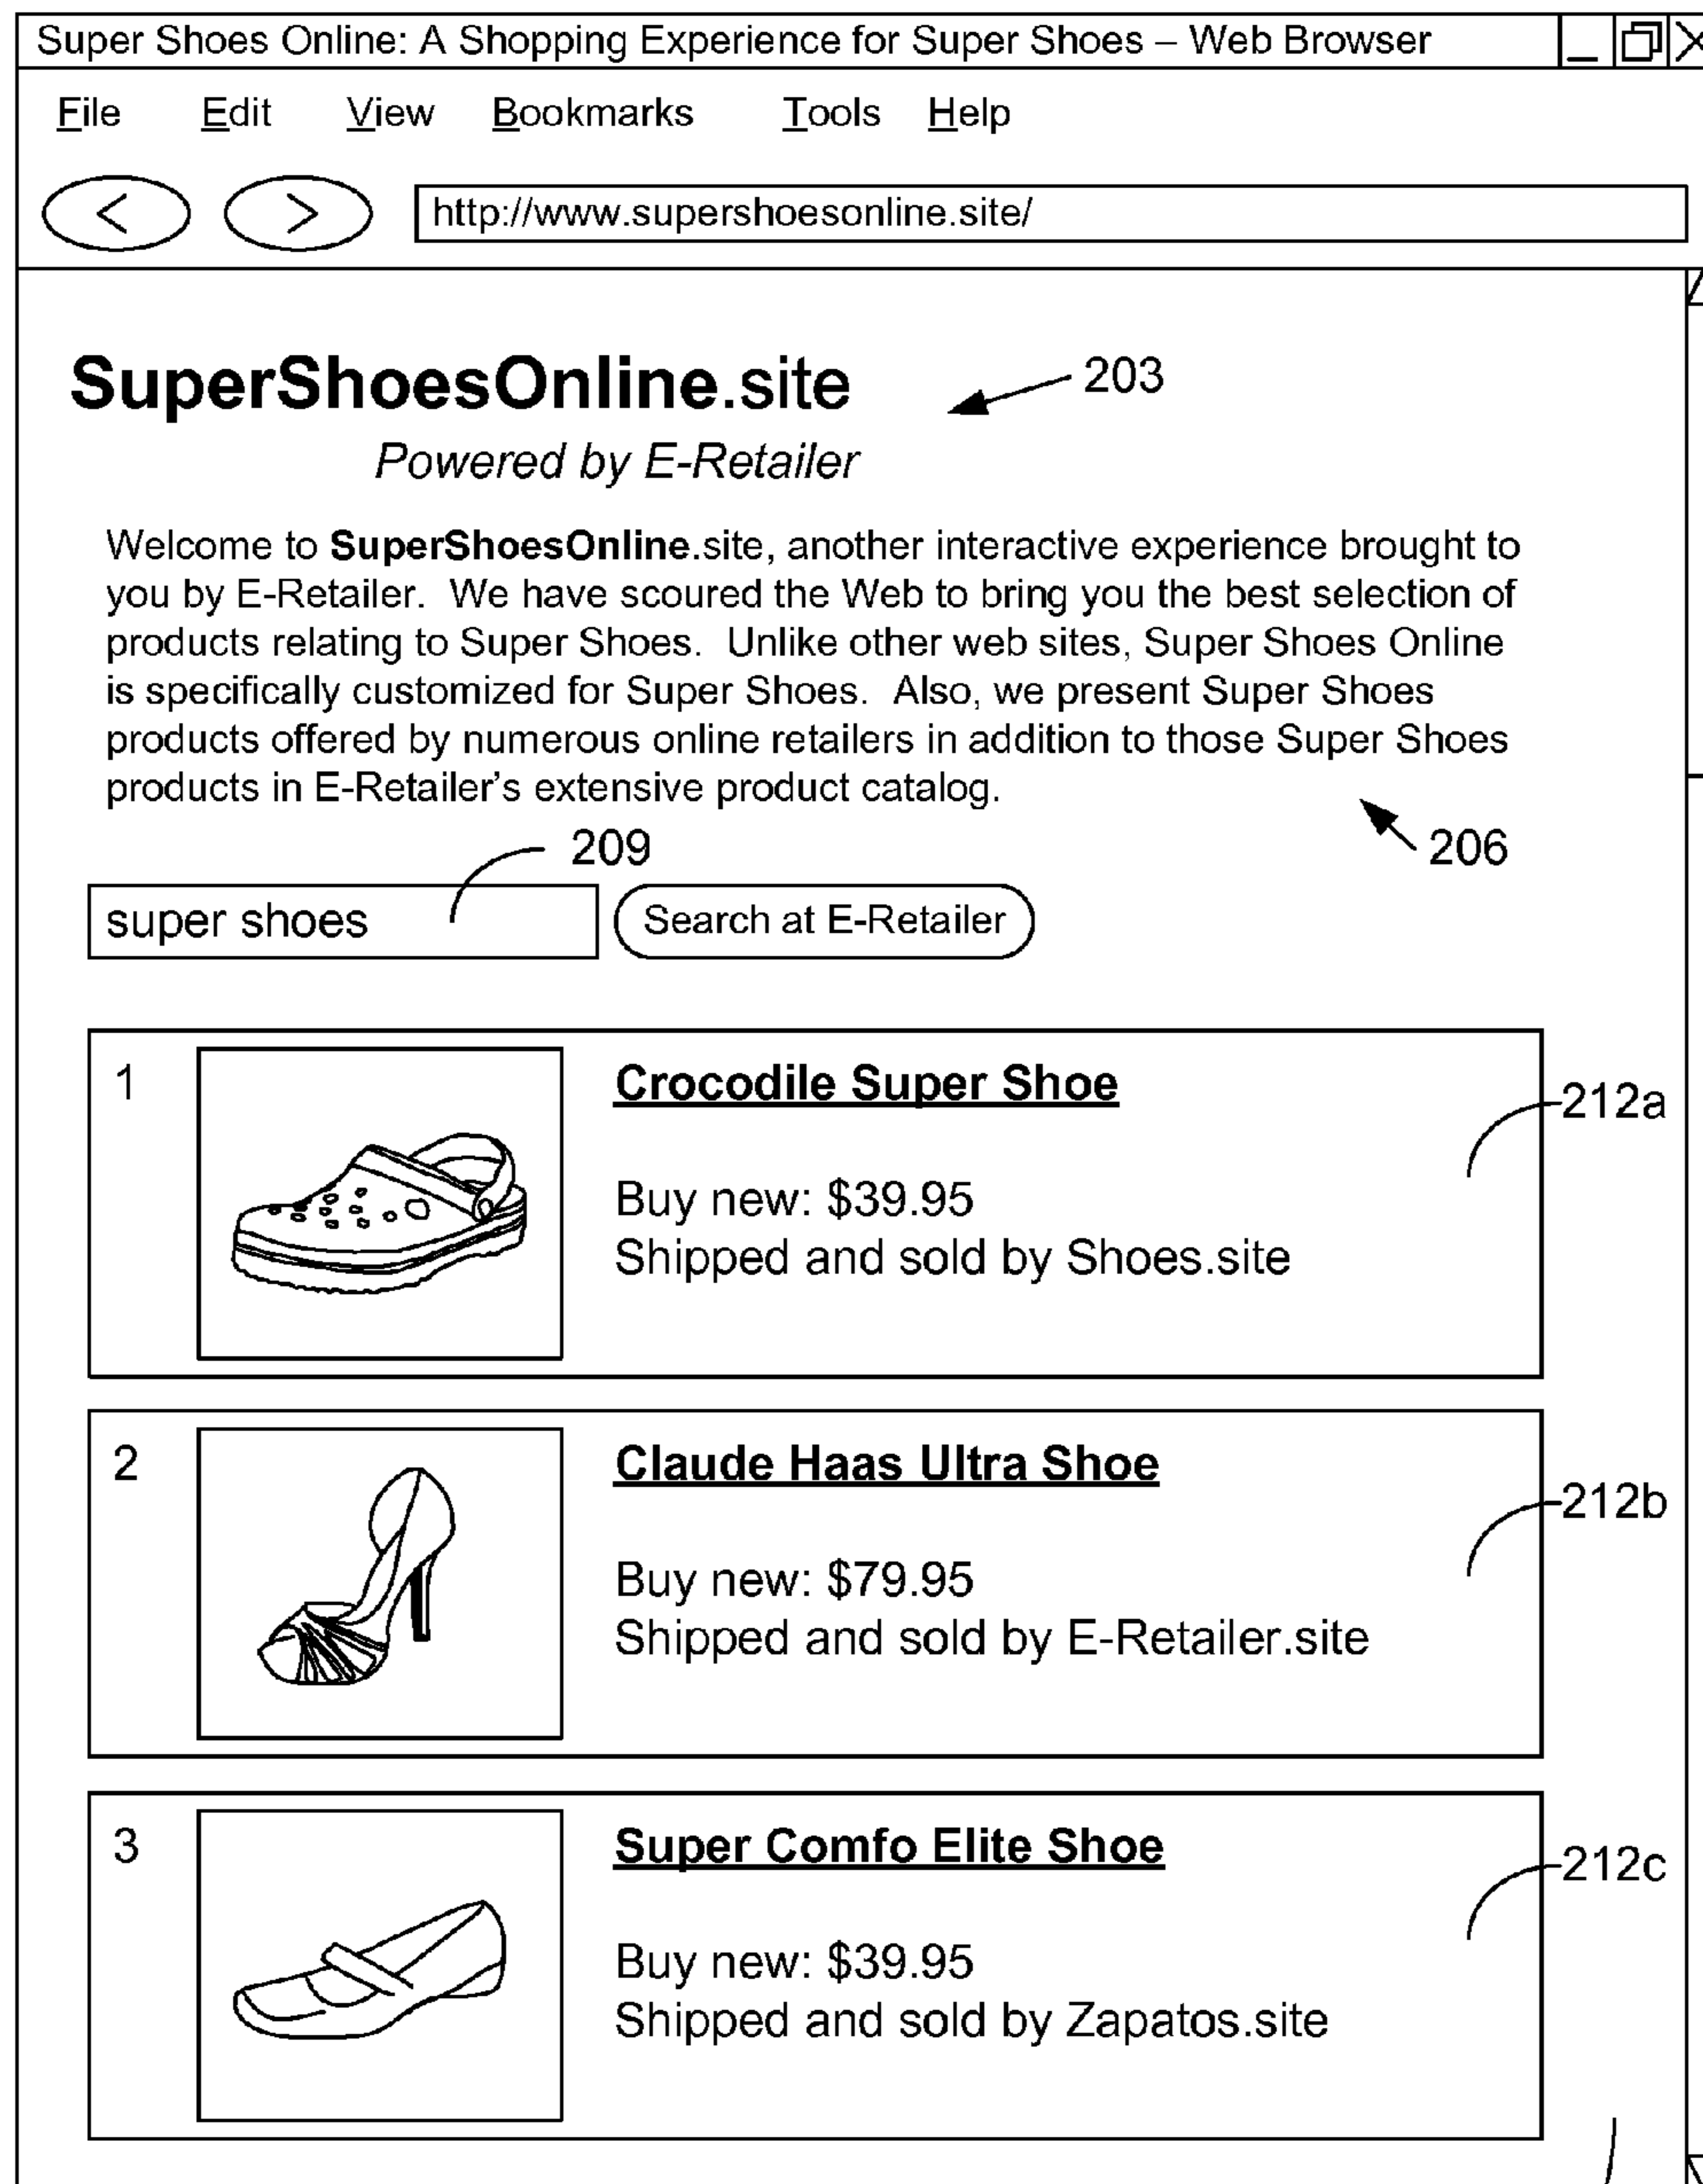 Super Shoes Online: A Shopping Experience for Super Shoes – Web Browser
File Edit View Bookmarks Tools Help
< > http://www.supershoesonline.site/
SuperShoesOnline.site
203
Powered by E-Retailer
Welcome to SuperShoesOnline.site, another interactive experience brought to
you by E-Retailer. We have scoured the Web to bring you the best selection of
products relating to Super Shoes. Unlike other web sites, Super Shoes Online
is specifically customized for Super Shoes. Also, we present Super Shoes
products offered by numerous online retailers in addition to those Super Shoes
products in E-Retailer's extensive product catalog.
209
206
super shoes Search at E-Retailer
1 Crocodile Super Shoe
212a
Buy new: $39.95
Shipped and sold by Shoes.site
2 Claude Haas Ultra Shoe
212b
Buy new: $79.95
Shipped and sold by E-Retailer.site
3 Super Comfo Elite Shoe
212c
Buy new: $39.95
Shipped and sold by Zapatos.site